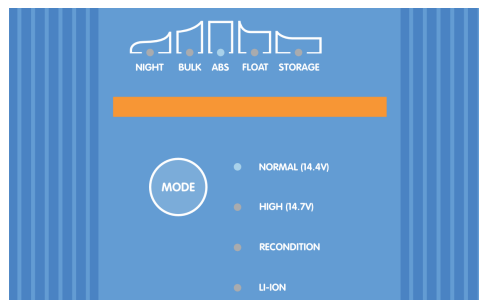 NIGHT BULK ABS FLOAT STORAGE
MODE
NORMAL (14.4V)
HIGH (14.7V)
RECONDITION
LI-ION